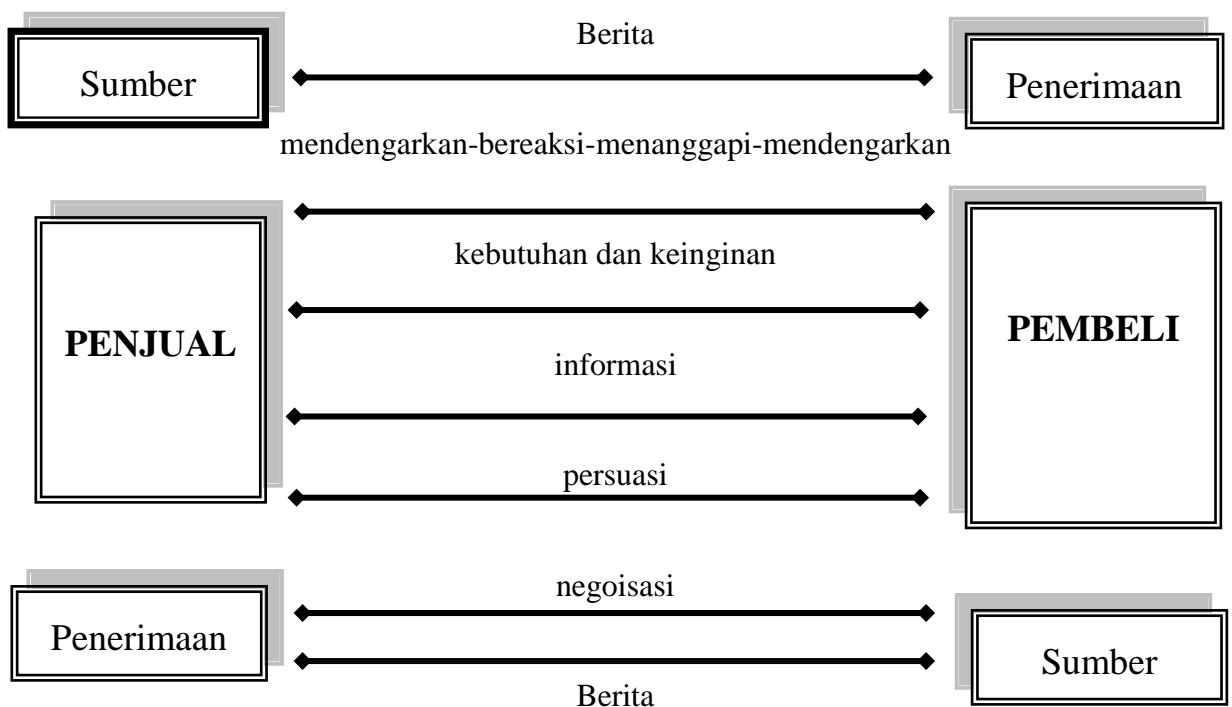 Berita
Sumber
Penerimaan
mendengarkan-bereaksi-menanggapi-mendengarkan
kebutuhan dan keinginan
PENJUAL
PEMBELI
informasi
persuasi
negoisasi
Penerimaan
Sumber
Berita